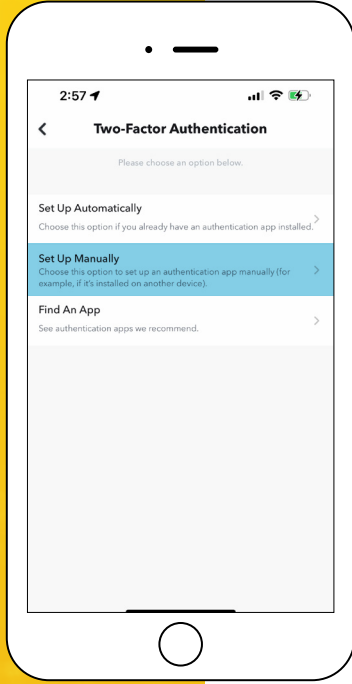 2:57
Two-Factor Authentication
Please choose an option below.
Set Up Automatically
Choose this option if you already have an authentication app installed.
Set Up Manually
Choose this option to set up an authentication app manually (for
example, if it's installed on another device).
Find An App
See authentication apps we recommend.